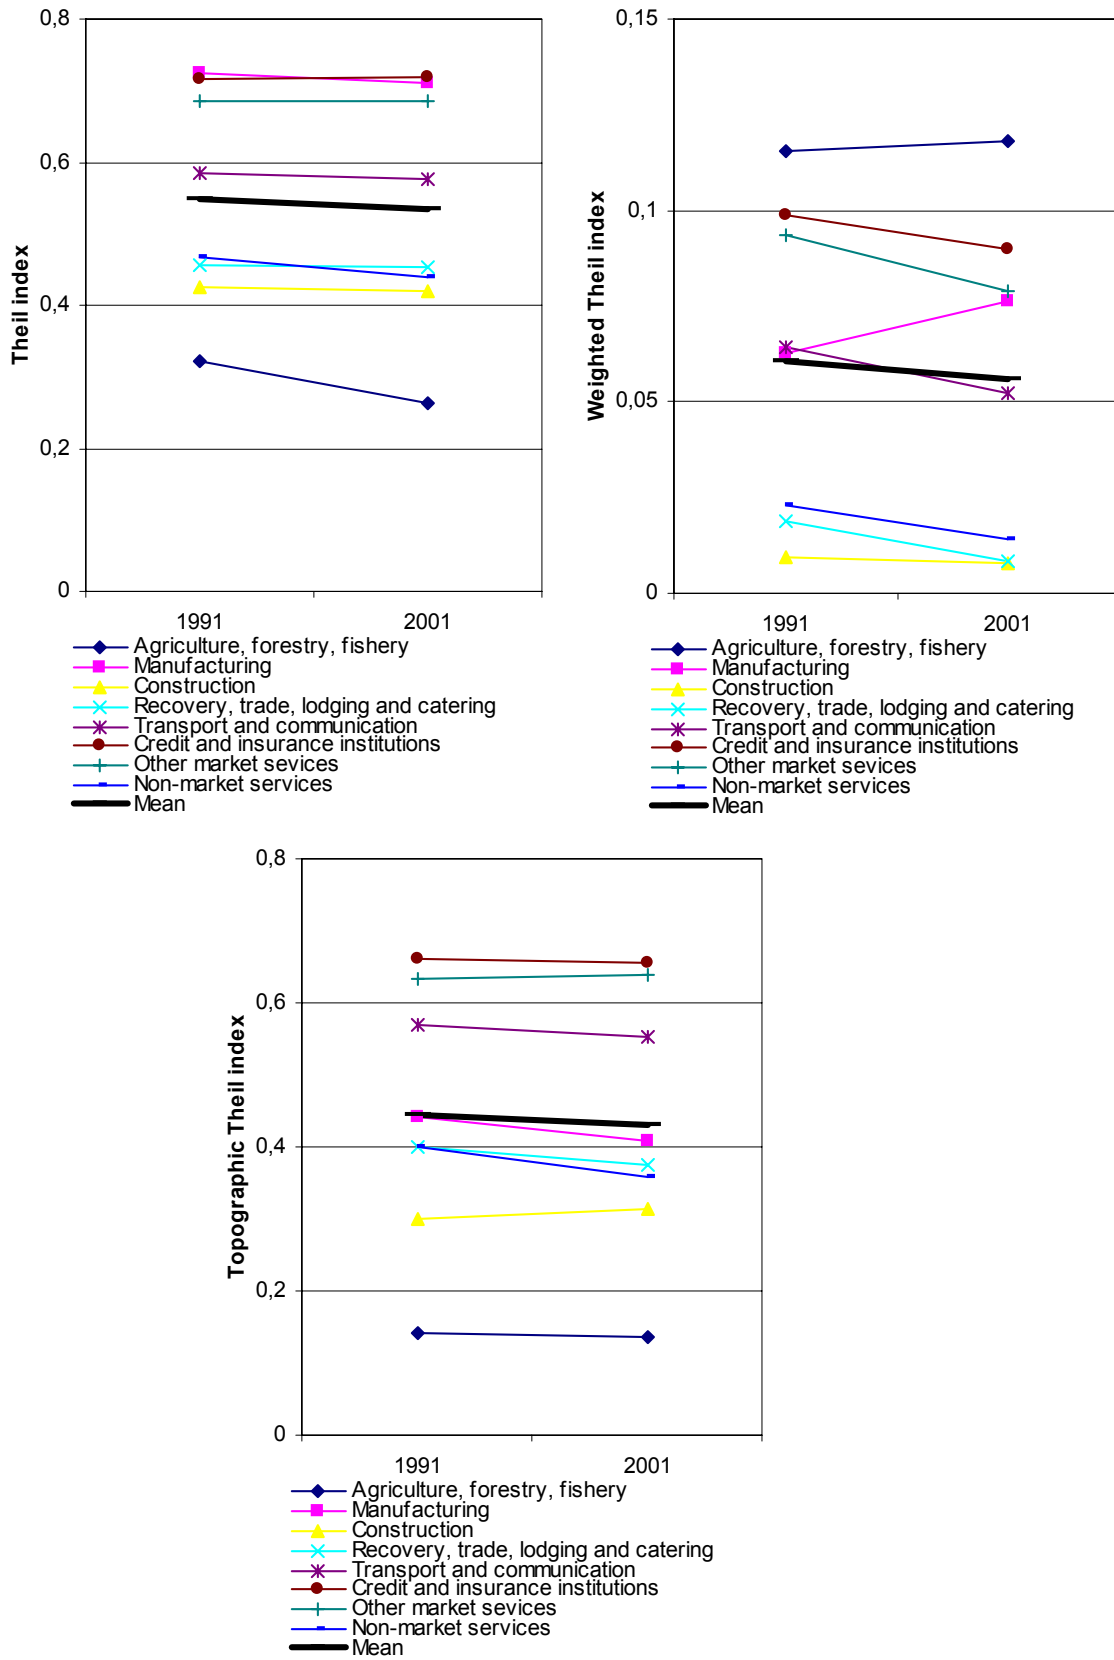 0,8
0,6
0,4
0,2
0
Theil index
1991 2001
Agriculture, forestry, fishery
Manufacturing
Construction
Recovery, trade, lodging and catering
Transport and communication
Credit and insurance institutions
Other market sevices
Non-market services
Mean
0,15
0,1
0,05
0
Weighted Theil index
1991 2001
Agriculture, forestry, fishery
Manufacturing
Construction
Recovery, trade, lodging and catering
Transport and communication
Credit and insurance institutions
Other market sevices
Non-market services
Mean
0,8
0,6
0,4
0,2
0
Topographic Theil index
1991 2001
Agriculture, forestry, fishery
Manufacturing
Construction
Recovery, trade, lodging and catering
Transport and communication
Credit and insurance institutions
Other market sevices
Non-market services
Mean